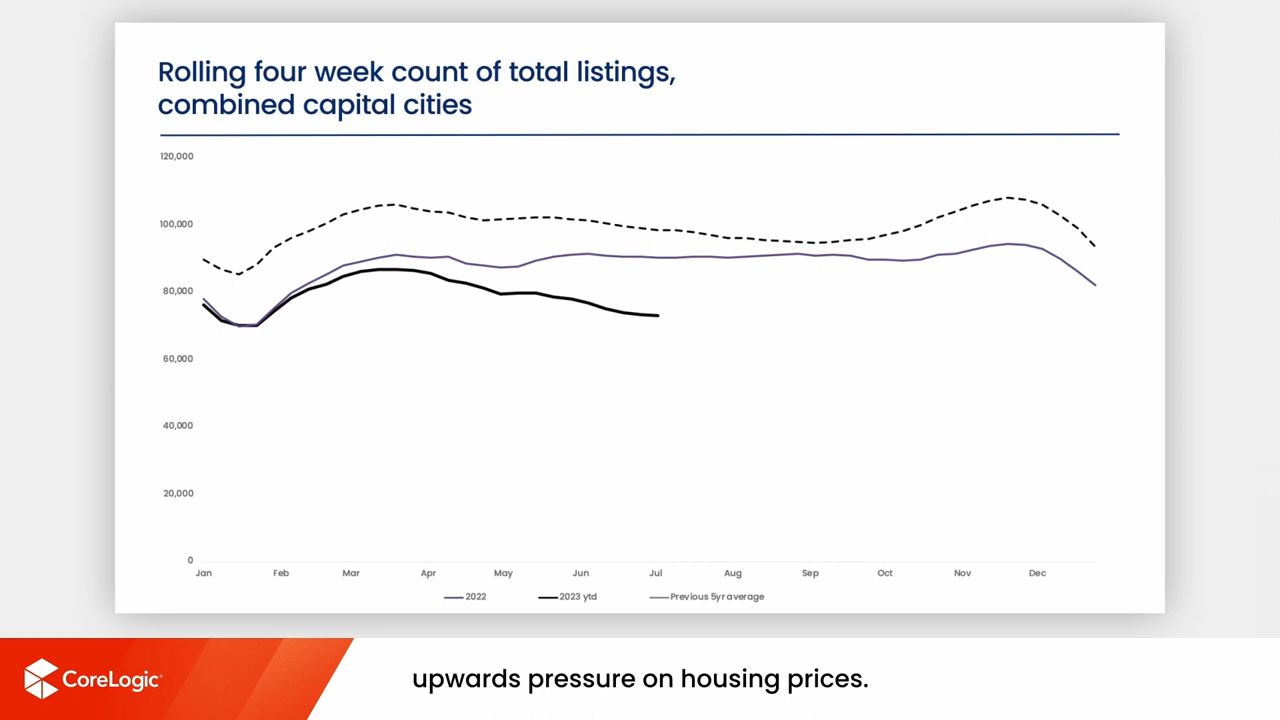 Rolling four week count of total listings,
combined capital cities
120,000
100,000
80,000
60,000
40,000
20,000
0
Jan Feb Mar Apr May Jun Jul Aug Sep Oct Nov Dec
2022 2023 ytd Previous 5yr average
CoreLogic
upwards pressure on housing prices.